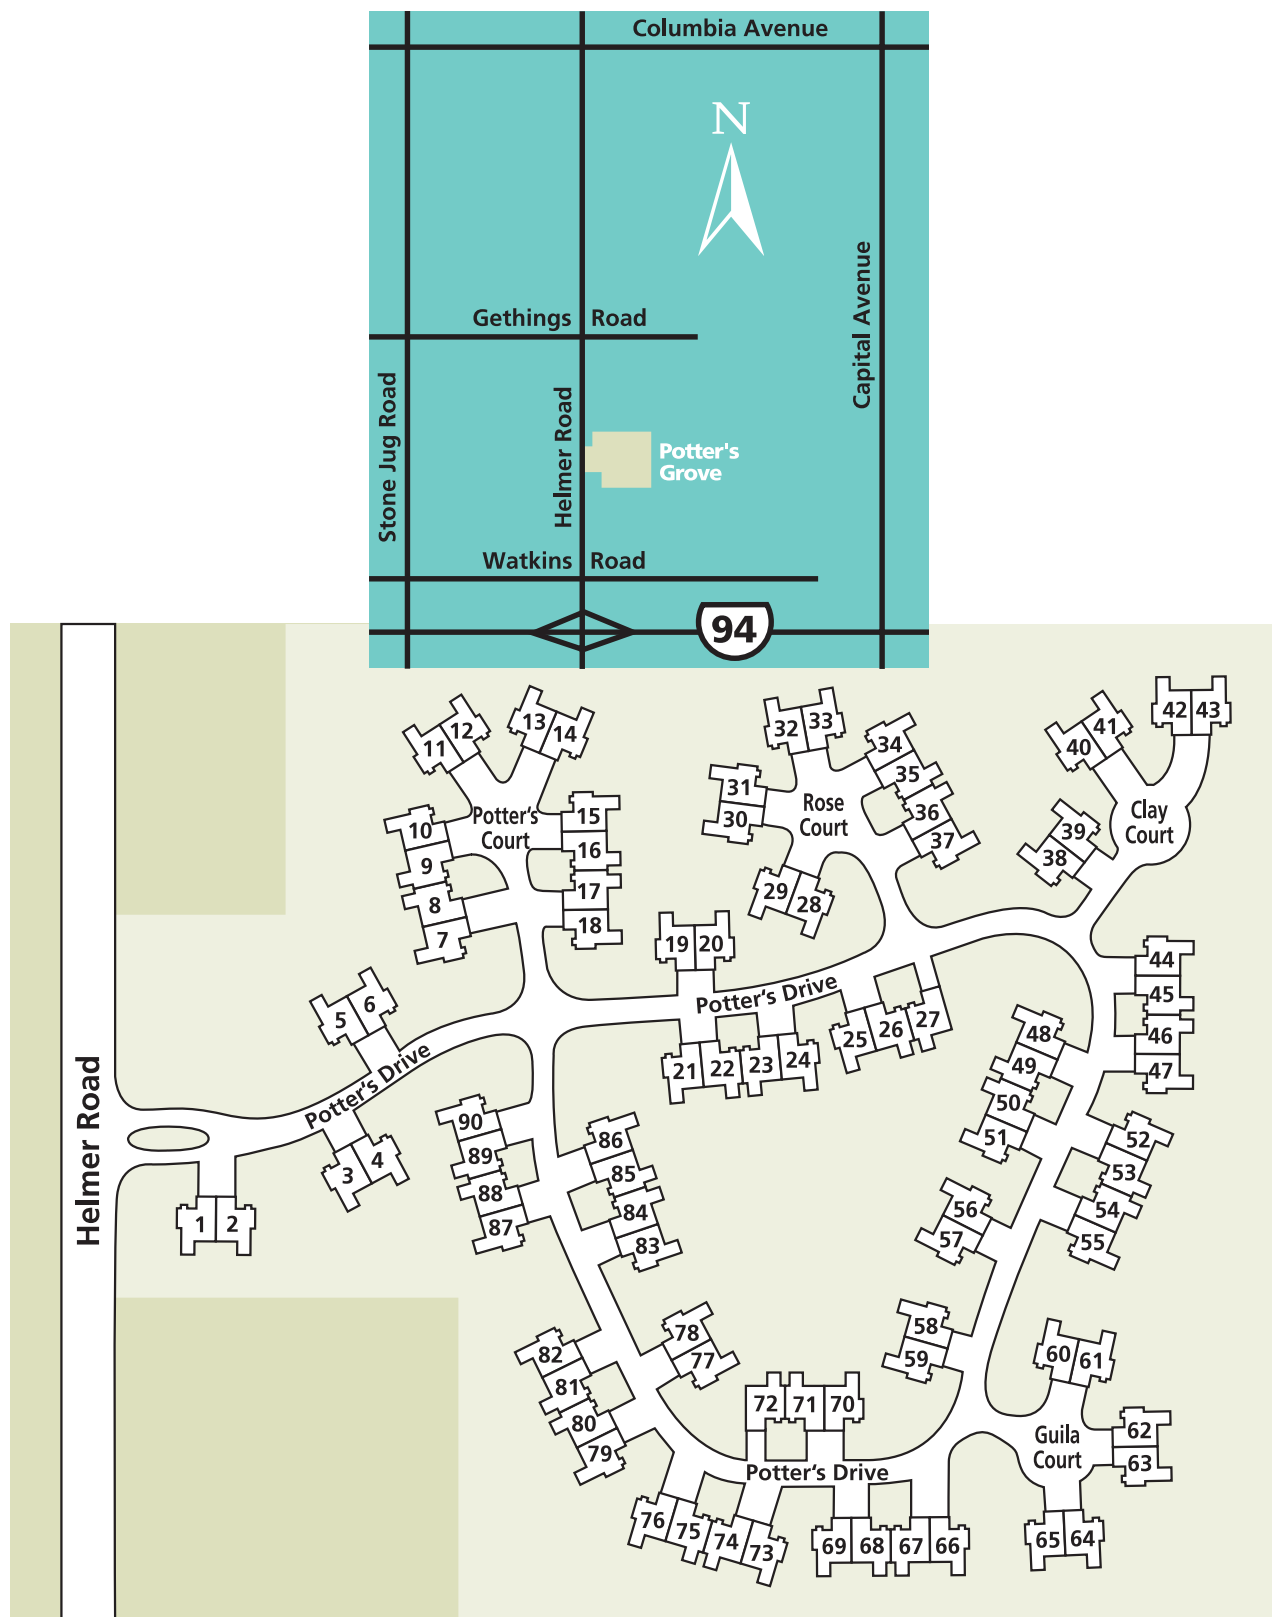 Columbia Avenue
N
Capital Avenue
Gethings Road
Stone Jug Road
Helmer Road
Potter's
Grove
Watkins Road
94
42 43
41
40
12
11
13
14
32 33
34
35
31
30
Rose
Court
36
37
Clay
Court
39
38
Potter's
Court
15
16
17
18
10
9
8
7
29
28
19 20
Potter's Drive
44
45
46
47
6
5
25 26 27
48
49
50
51
21 22 23 24
Potter's Drive
Helmer Road
4
3
90
89
88
87
86
85
84
83
52
53
54
55
1 2
56
57
58
59
78
77
60 61
82
81
80
79
72 71 70
Guila
Court
62
63
Potter's Drive
76 75 74 73
69 68 67 66
65 64